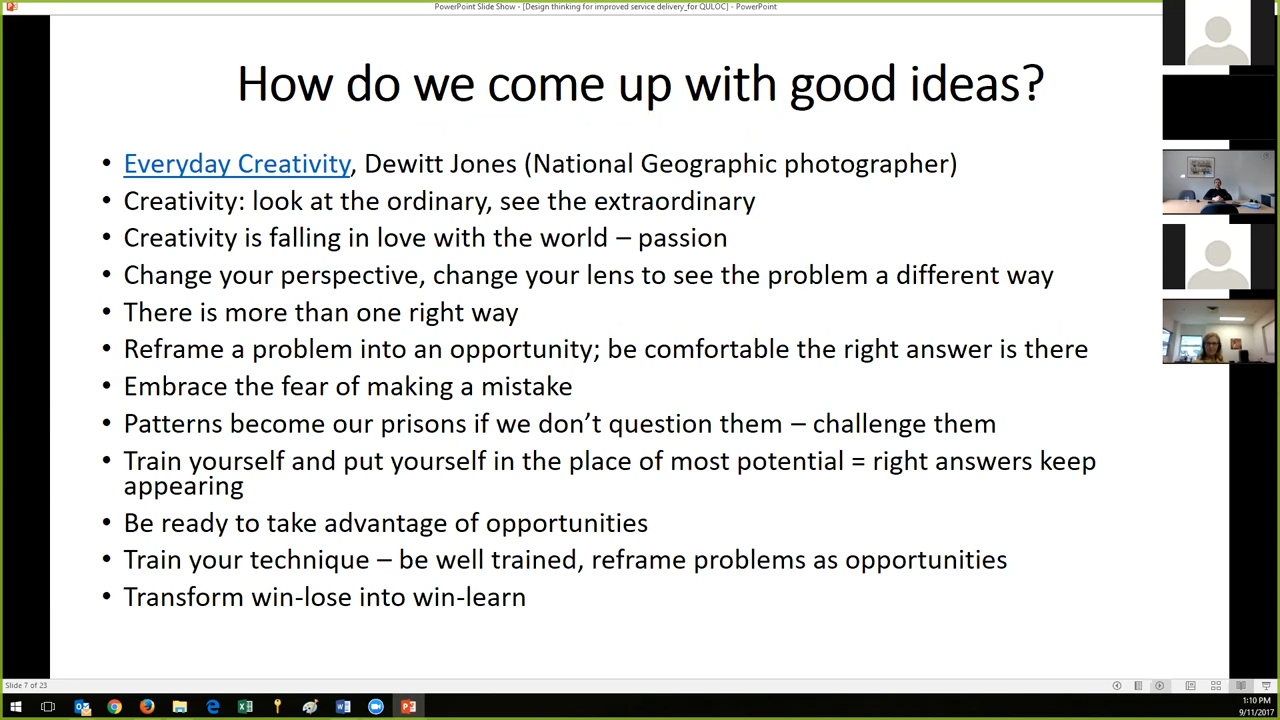 PowerPoint Slide Show - [Design thinking for improved service delivery_for QULOC] - PowerPoint
How do we come up with good ideas?
• Everyday Creativity, Dewitt Jones (National Geographic photographer)
• Creativity: look at the ordinary, see the extraordinary
• Creativity is falling in love with the world – passion
• Change your perspective, change your lens to see the problem a different way
• There is more than one right way
• Reframe a problem into an opportunity; be comfortable the right answer is there
• Embrace the fear of making a mistake
• Patterns become our prisons if we don’t question them – challenge them
• Train yourself and put yourself in the place of most potential = right answers keep
appearing
• Be ready to take advantage of opportunities
• Train your technique – be well trained, reframe problems as opportunities
• Transform win-lose into win-learn
Slide 7 of 23
1:10 PM
9/11/2017